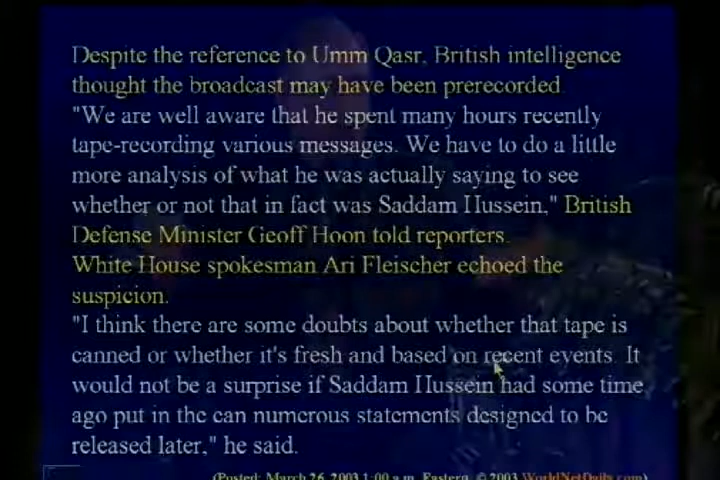 Despite the reference to Umm Qasr, British intelligence
thought the broadcast may have been prerecorded.
"We are well aware that he spent many hours recently
tape-recording various messages. We have to do a little
more analysis of what he was actually saying to see
whether or not that in fact was Saddam Hussein," British
Defense Minister Geoff Hoon told reporters.
White House spokesman Ari Fleischer echoed the
suspicion.
"I think there are some doubts about whether that tape is
canned or whether it's fresh and based on recent events. It
would not be a surprise if Saddam Hussein had some time
ago put in the can numerous statements designed to be
released later," he said.
(Posted: March 26, 2003 1:00 a.m. Eastern, © 2003 WorldNetDaily.com)